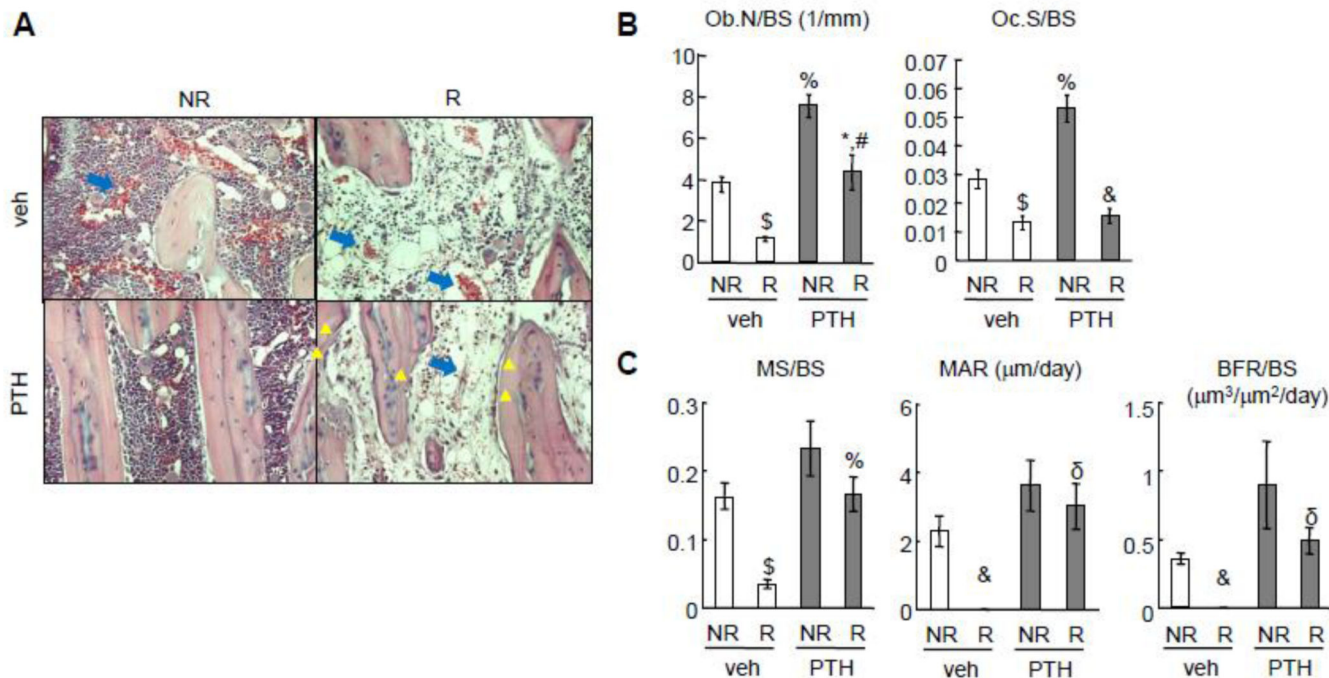 A
NR
R
veh
PTH
B
Ob.N/BS (1/mm)
10
8
6
4
2
0
$
%
*,#
NR
R
NR
R
veh
PTH
Oc.S/BS
0.07
0.06
0.05
0.04
0.03
0.02
0.01
0
$
%
&
NR
R
NR
R
veh
PTH
C
MS/BS
0.3
0.2
0.1
0
$
%
NR
R
NR
R
veh
PTH
MAR (μm/day)
6
4
2
0
&
δ
NR
R
NR
R
veh
PTH
BFR/BS
(μm³/μm²/day)
1.5
1
0.5
0
&
δ
NR
R
NR
R
veh
PTH